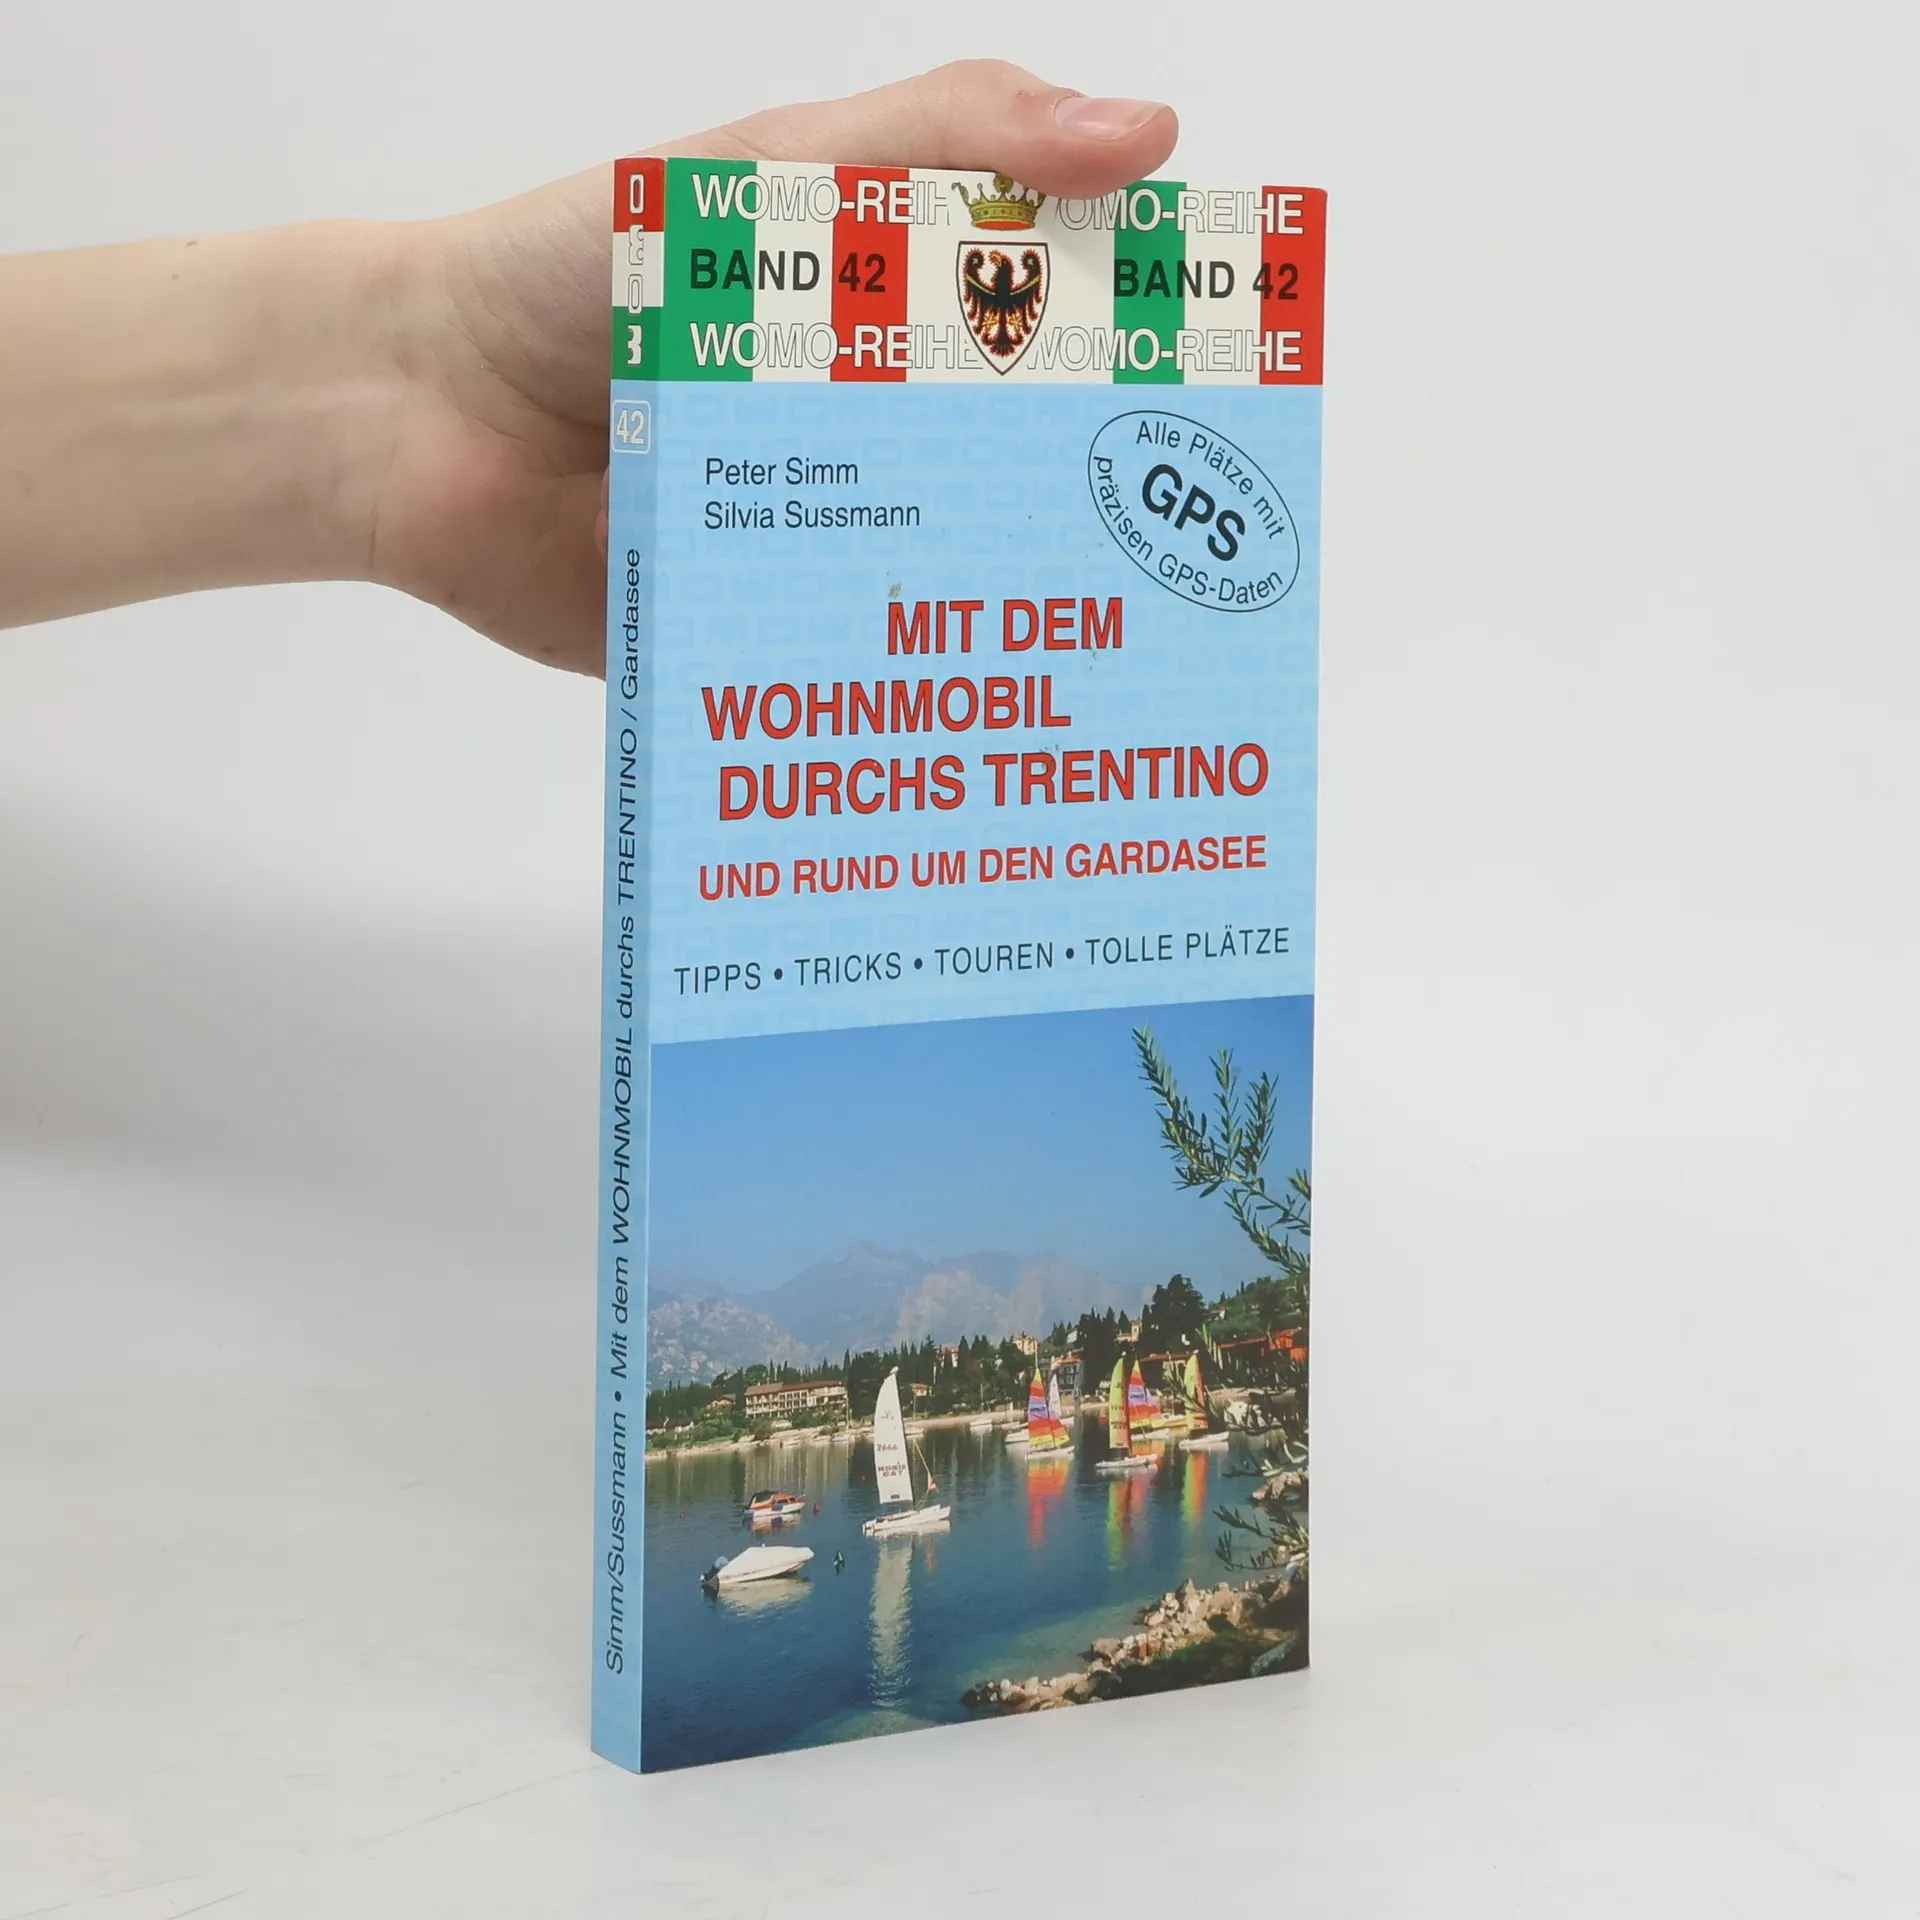 WOMO-REIH OMO-REIHE
BAND 42 BAND 42
WOMO-REIHE WOMO-REIHE
Peter Simm
Silvia Sussmann
Alle Plätze mit
GPS
präzisen GPS-Daten
MIT DEM
WOHNMOBIL
DURCHS TRENTINO
UND RUND UM DEN GARDASEE
TIPPS • TRICKS • TOUREN • TOLLE PLÄTZE
WOMO
42
Simm/Sussmann • Mit dem WOHNMOBIL durchs TRENTINO / Gardasee